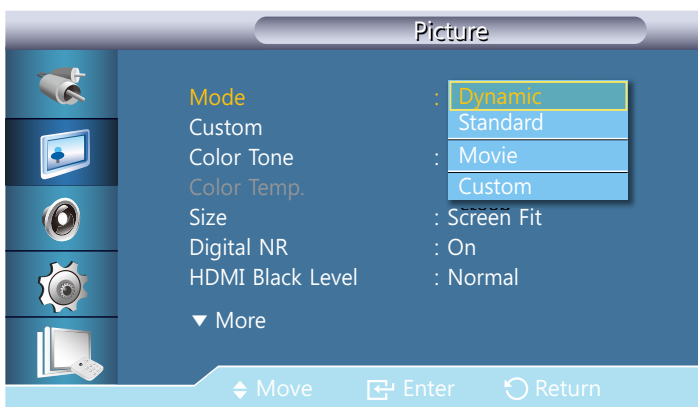 Picture
Mode : Dynamic
Custom Standard
Color Tone : Movie
Color Temp. Custom
Size : Screen Fit
Digital NR : On
HDMI Black Level : Normal
▼ More
Move Enter Return